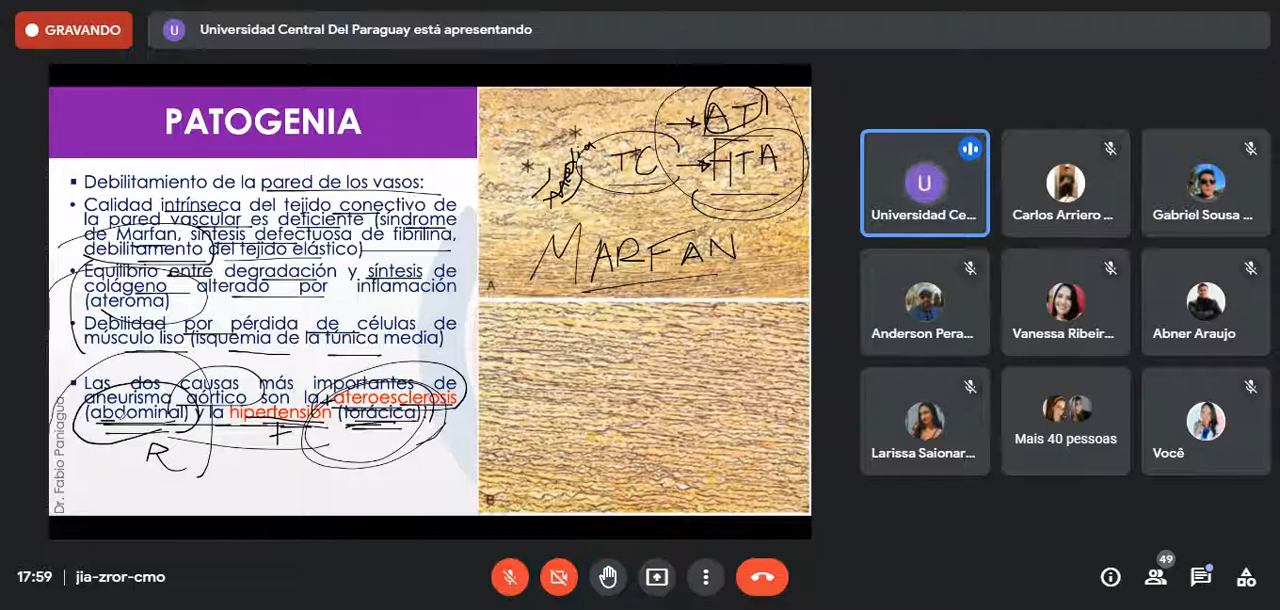 GRAVANDO
U
Universidad Central Del Paraguay está apresentando
PATOGENIA
Debilitamiento de la pared de los vasos:
Calidad intrínseca del tejido conectivo de
la pared vascular es deficiente (síndrome
de Marfan, síntesis defectuosa de fibrilina,
debilitamiento del tejido elástico)
Equilibrio entre degradación y síntesis de
colágeno alterado por inflamación
(ateroma)
Debilidad por pérdida de células de
músculo liso (isquemia de la túnica media)
Las dos causas más importantes de
aneurisma aórtico son la ateroesclerosis
(abdominal) y la hipertensión (torácica)
R
Dr. Fabio Paniagua
TC
HTA
MARFAN
A
B
U
Universidad Ce...
Carlos Arriero ...
Gabriel Sousa ...
Anderson Pera...
Vanessa Ribeir...
Abner Araujo
Larissa Saionar...
Mais 40 pessoas
Você
17:59 | jia-zror-cmo
49